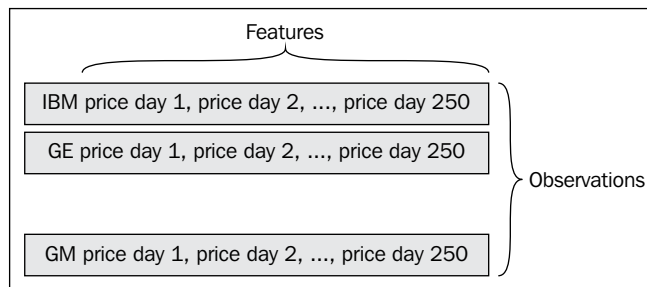 Features
IBM price day 1, price day 2, ..., price day 250
GE price day 1, price day 2, ..., price day 250
Observations
GM price day 1, price day 2, ..., price day 250